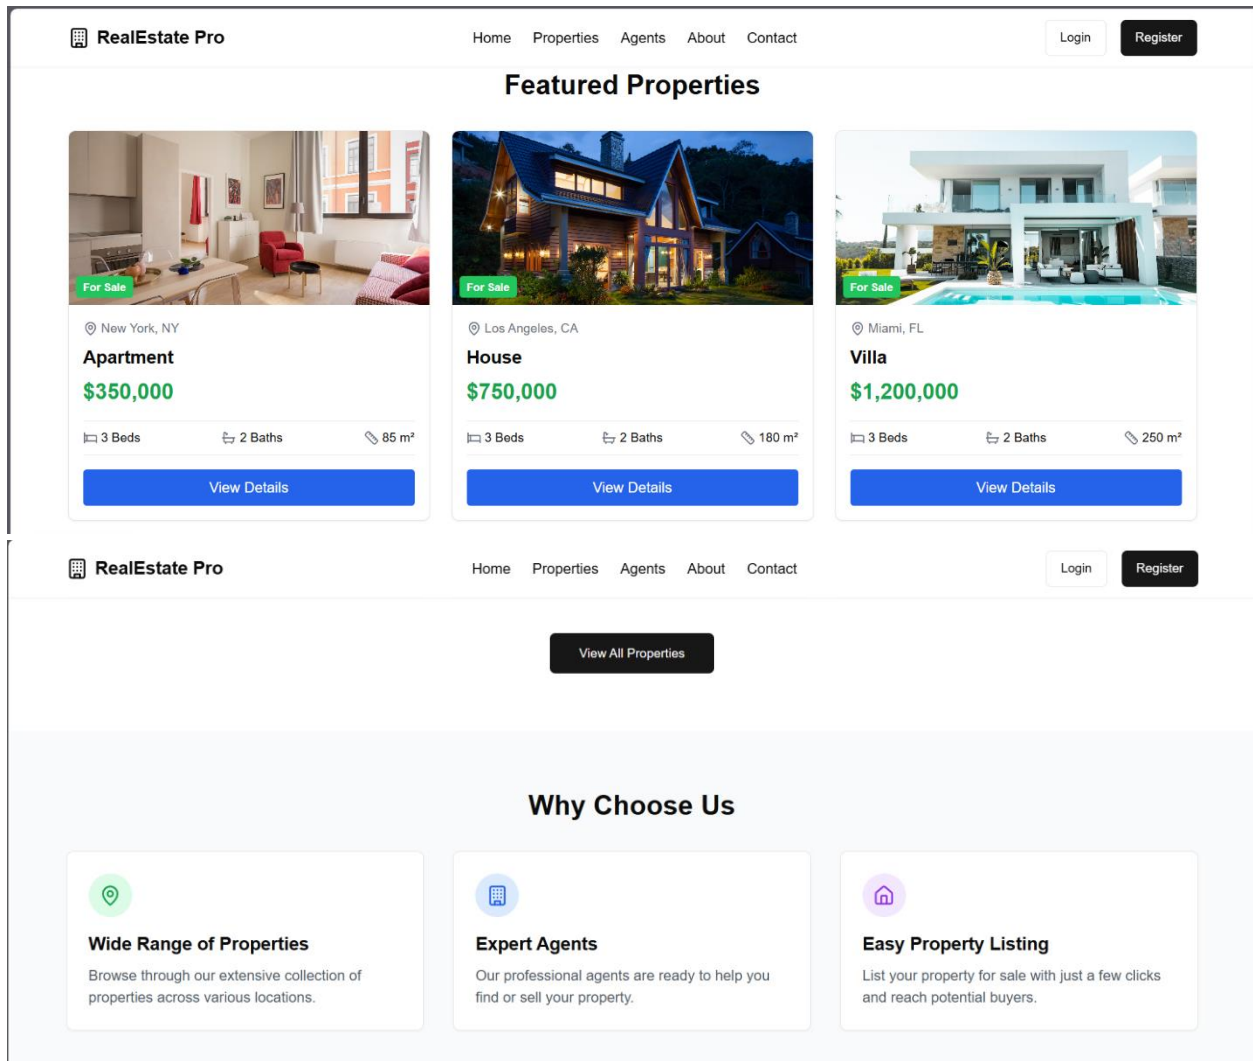 RealEstate Pro
Home Properties Agents About Contact
Login Register
Featured Properties
For Sale
New York, NY
Apartment
$350,000
3 Beds 2 Baths 85 m²
View Details
For Sale
Los Angeles, CA
House
$750,000
3 Beds 2 Baths 180 m²
View Details
For Sale
Miami, FL
Villa
$1,200,000
3 Beds 2 Baths 250 m²
View Details
RealEstate Pro
Home Properties Agents About Contact
Login Register
View All Properties
Why Choose Us
Wide Range of Properties
Browse through our extensive collection of
properties across various locations.
Expert Agents
Our professional agents are ready to help you
find or sell your property.
Easy Property Listing
List your property for sale with just a few clicks
and reach potential buyers.